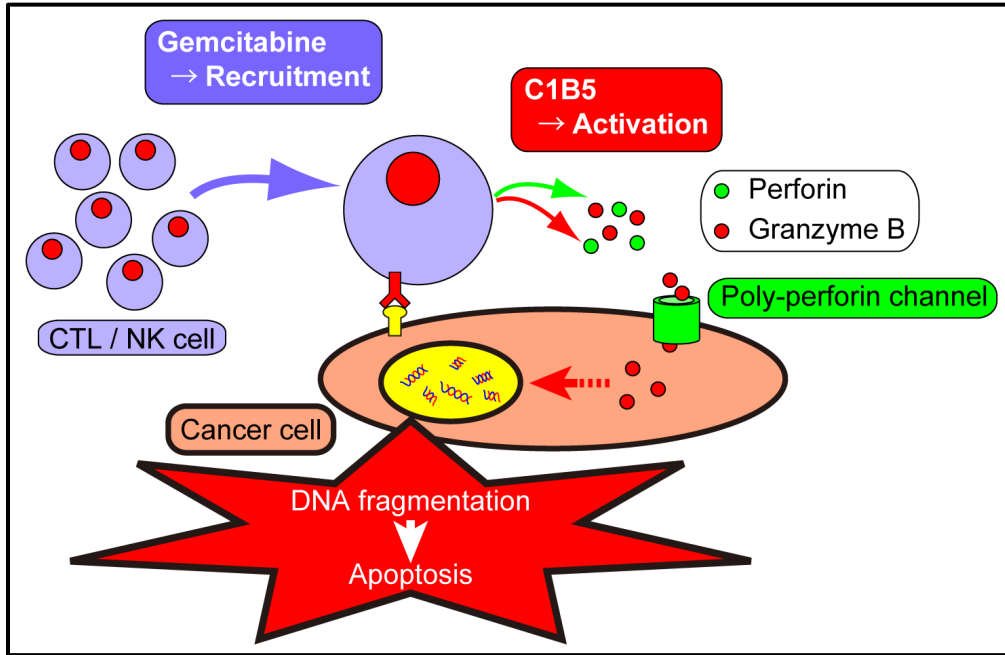 Gemcitabine
→ Recruitment
C1B5
→ Activation
Perforin
Granzyme B
Poly-perforin channel
CTL / NK cell
Cancer cell
DNA fragmentation
Apoptosis